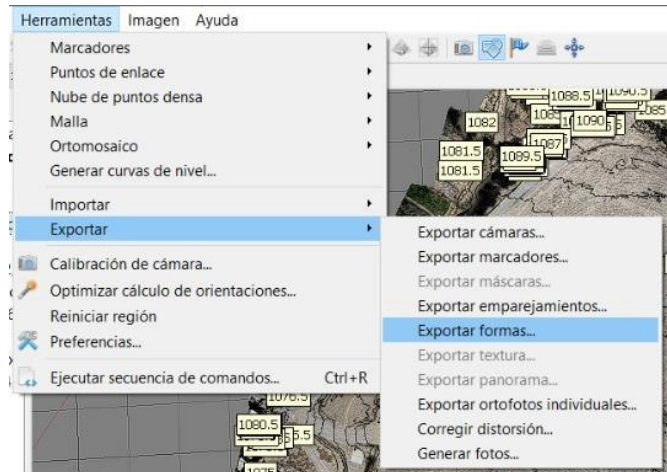 Herramientas Imagen Ayuda
Marcadores
Puntos de enlace
Nube de puntos densa
Malla
Ortomosaico
Generar curvas de nivel...
Importar
Exportar
Calibración de cámara...
Optimizar cálculo de orientaciones...
Reiniciar región
Preferencias...
Ejecutar secuencia de comandos... Ctrl+R
Exportar cámaras...
Exportar marcadores...
Exportar máscaras...
Exportar emparejamientos...
Exportar formas...
Exportar textura...
Exportar panorama...
Exportar ortofotos individuales...
Corregir distorsión...
Generar fotos...
1088.5
1090.5
1082
1090
1087
1081.5
1089.5
1081.5
1076.5
1080.5